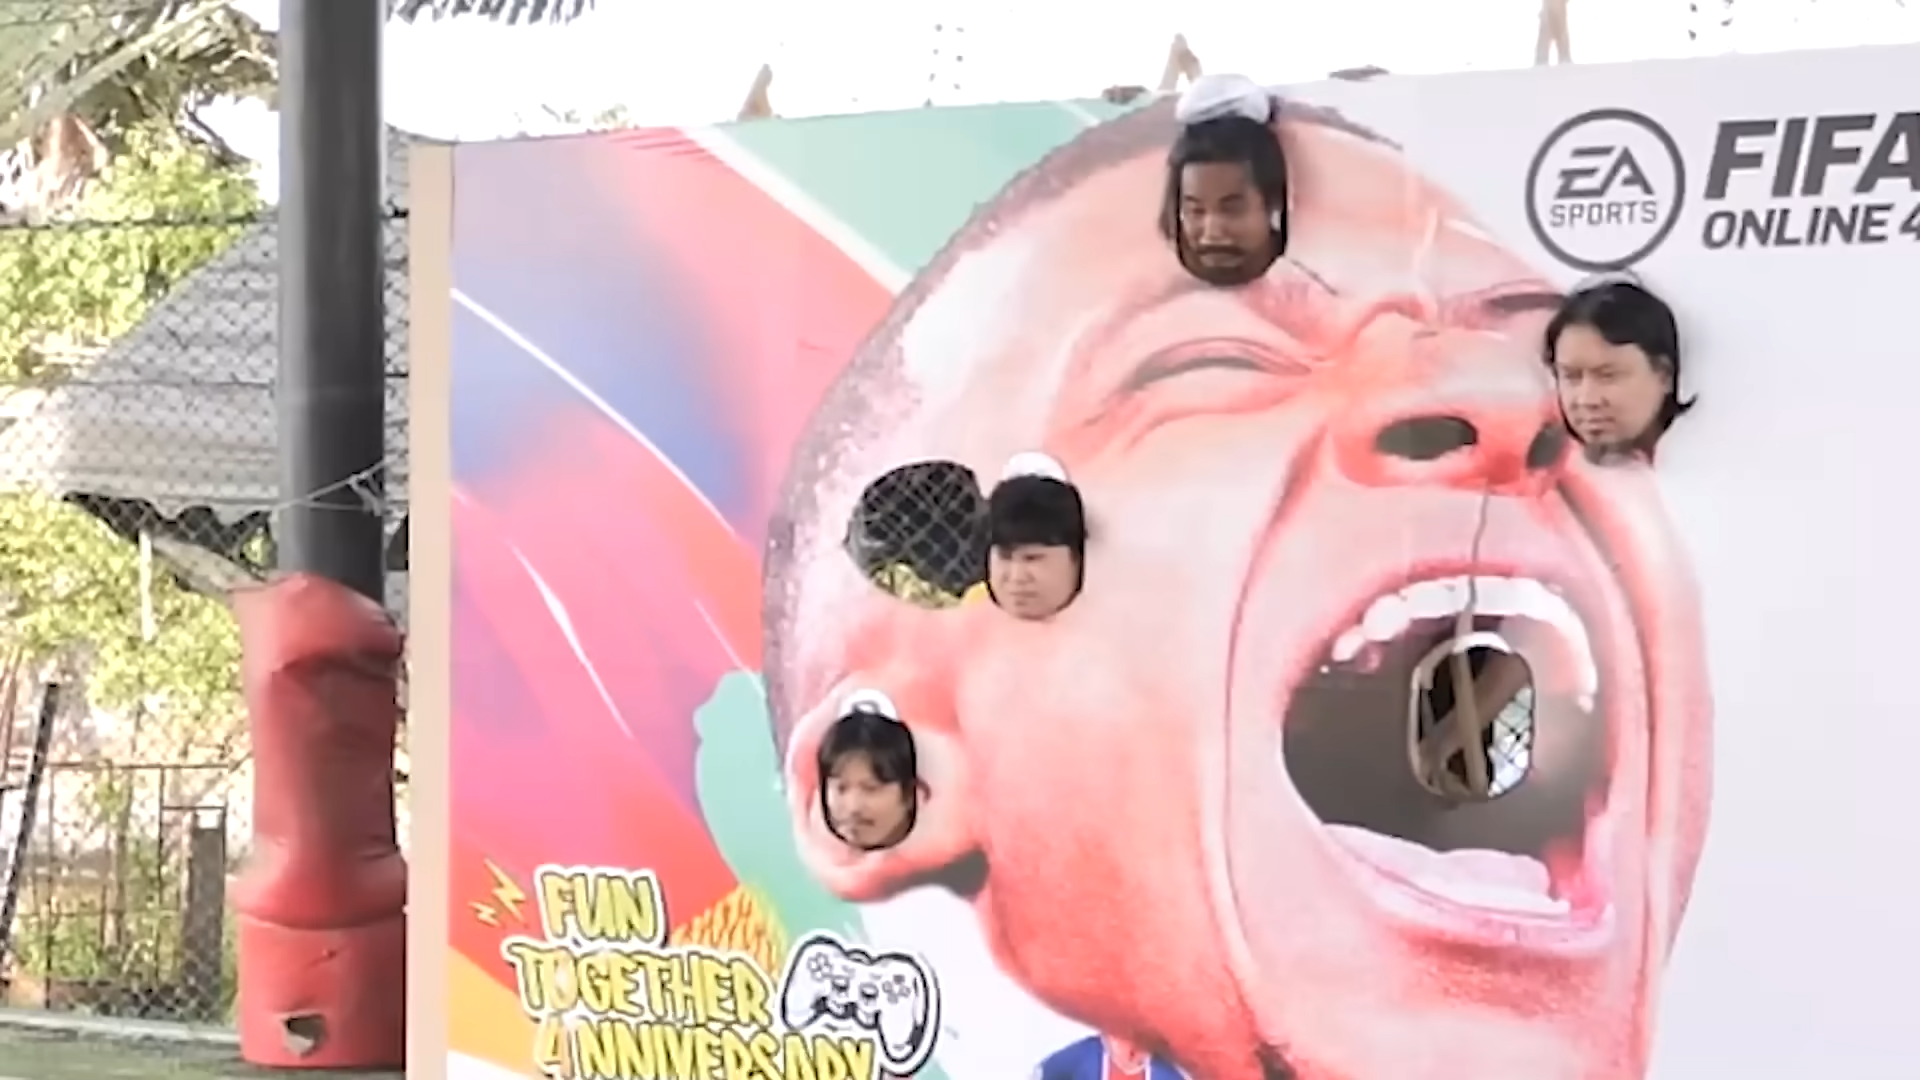 EA
SPORTS
FIFA
ONLINE 4
FUN
TOGETHER
4NNIVERSARY